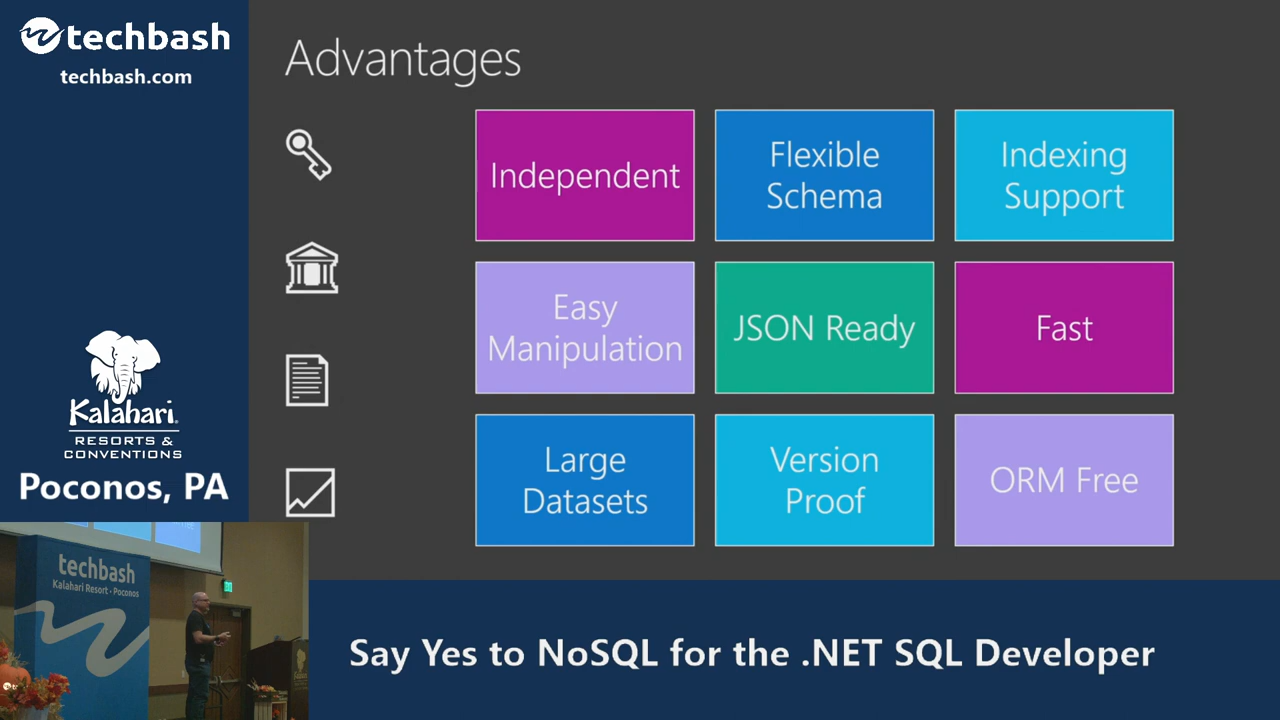 techbash
techbash.com
Kalahari
RESORTS &
CONVENTIONS
Poconos, PA
Advantages
Independent
Flexible
Schema
Indexing
Support
Easy
Manipulation
JSON Ready
Fast
Large
Datasets
Version
Proof
ORM Free
techbash
Kalahari Resort - Poconos
Say Yes to NoSQL for the .NET SQL Developer